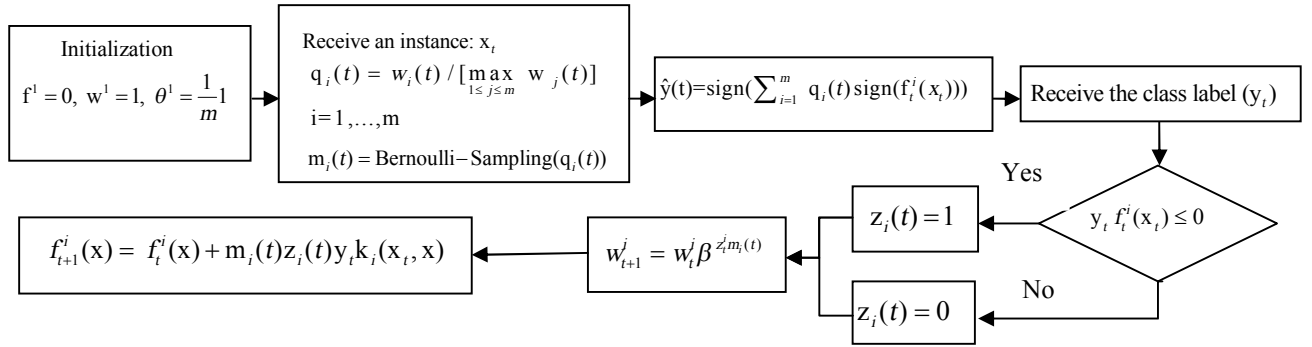 Initialization
f¹ = 0, w¹ = 1, θ¹ = 1/m 1
Receive an instance: x_t
q_i(t) = w_i(t) / [max_{1≤ j≤ m} w_j(t)]
i=1,...,m
m_i(t) = Bernoulli−Sampling(q_i(t))
ŷ(t)=sign(∑_{i=1}^{m} q_i(t) sign(f_t^i(x_t)))
Receive the class label (y_t)
Yes
y_t f_t^i(x_t) ≤ 0
z_i(t) = 1
w_{t+1}^i = w_t^i β^{z_t^i m_i(t)}
f_{t+1}^i(x) = f_t^i(x) + m_i(t)z_i(t)y_t k_i(x_t, x)
No
z_i(t) = 0